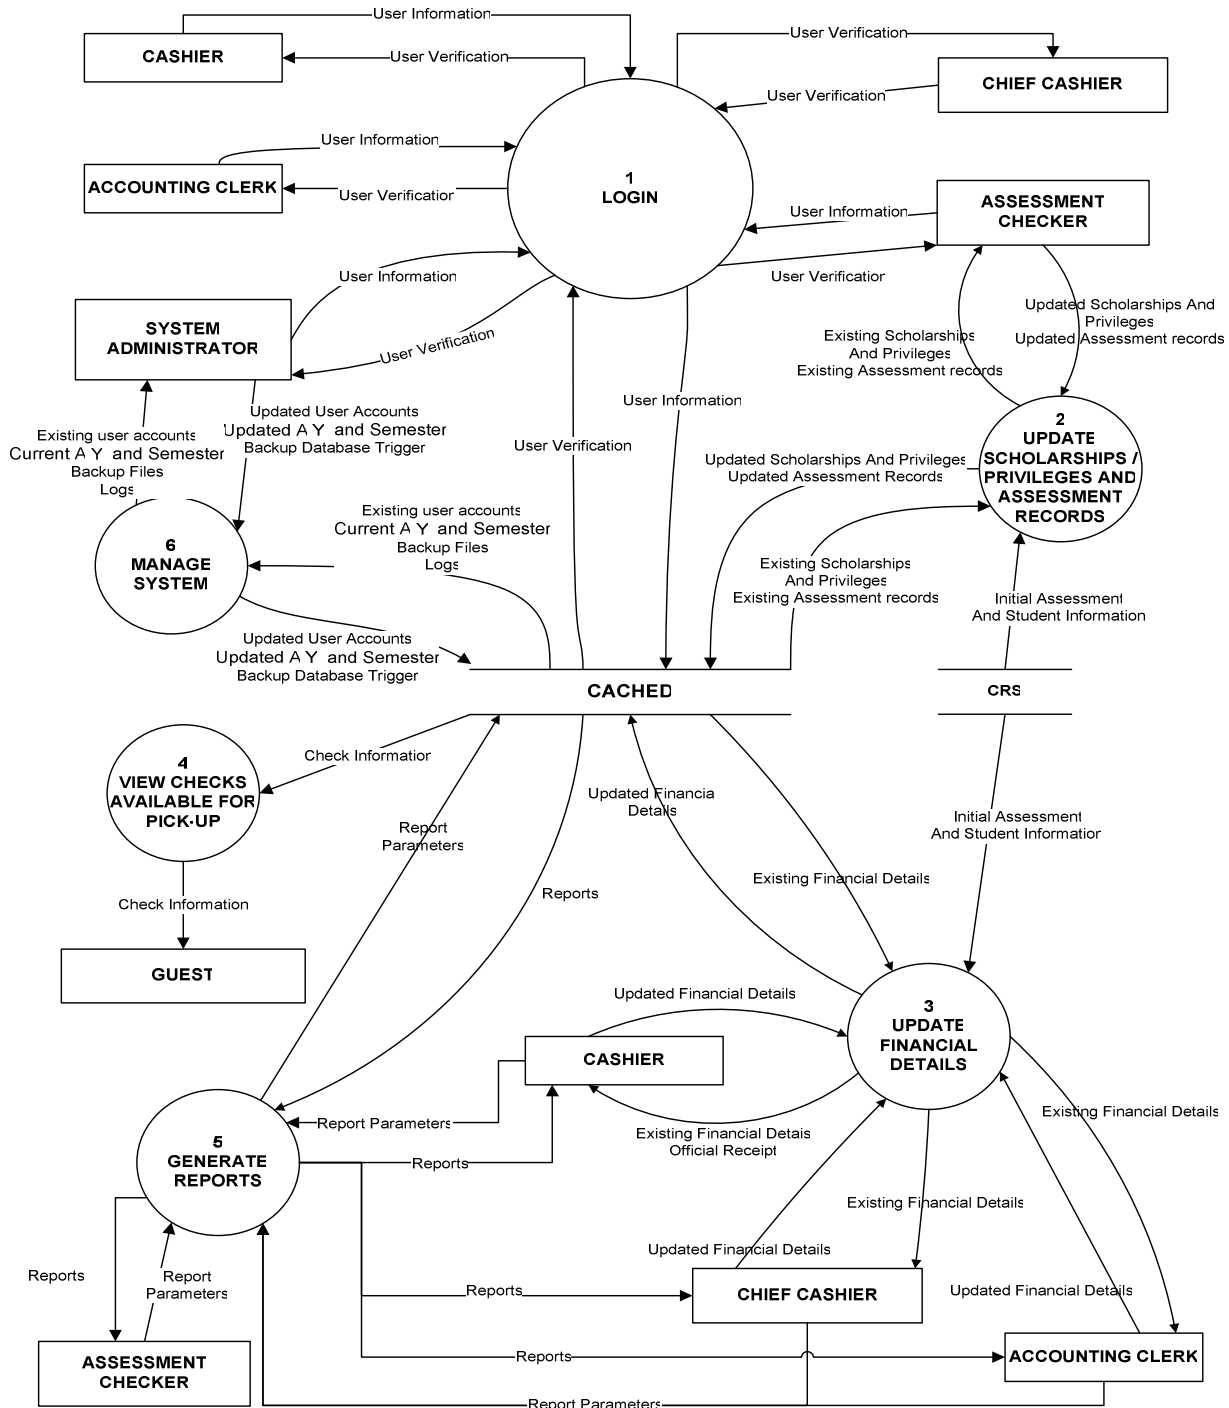 User Information
CASHIER
User Verification
User Verification
CHIEF CASHIER
User Verification
User Information
ACCOUNTING CLERK
User Verification
1
LOGIN
ASSESSMENT
CHECKER
User Information
User Verification
User Information
SYSTEM
ADMINISTRATOR
User Verification
Updated Scholarships And
Privileges
Updated Assessment records
Existing Scholarships
And Privileges
Existing Assessment records
Updated User Accounts
Updated A Y and Semester
Backup Database Trigger
Existing user accounts
Current A Y and Semester
Backup Files
Logs
User Information
User Verification
2
UPDATE
SCHOLARSHIPS /
PRIVILEGES AND
ASSESSMENT
RECORDS
Updated Scholarships And Privileges
Updated Assessment Records
Existing user accounts
Current A Y and Semester
Backup Files
Logs
6
MANAGE
SYSTEM
Existing Scholarships
And Privileges
Existing Assessment records
Initial Assessment
And Student Information
Updated User Accounts
Updated A Y and Semester
Backup Database Trigger
CACHED
CRS
Check Information
4
VIEW CHECKS
AVAILABLE FOR
PICK-UP
Updated Financia
Details
Report
Parameters
Initial Assessment
And Student Information
Existing Financial Details
Reports
Check Information
GUEST
Updated Financial Details
3
UPDATE
FINANCIAL
DETAILS
CASHIER
Report Parameters
Existing Financial Detais
Official Receipt
Existing Financial Details
5
GENERATE
REPORTS
Reports
Existing Financial Details
Updated Financial Details
Reports
Report
Parameters
Reports
CHIEF CASHIER
Updated Financial Details
ASSESSMENT
CHECKER
Reports
ACCOUNTING CLERK
Report Parameters